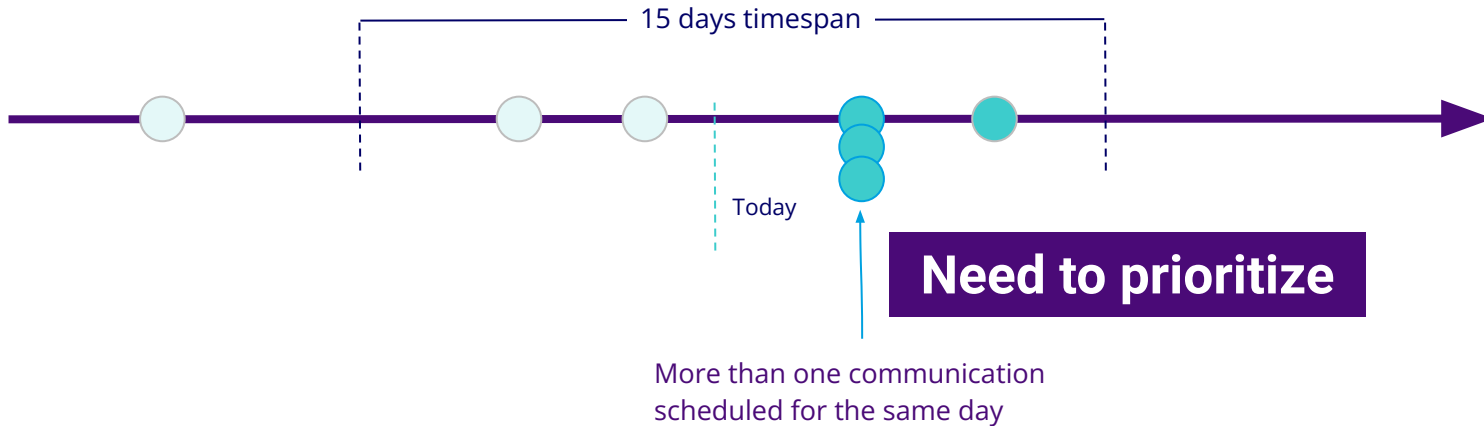 15 days timespan
Today
Need to prioritize
More than one communication
scheduled for the same day